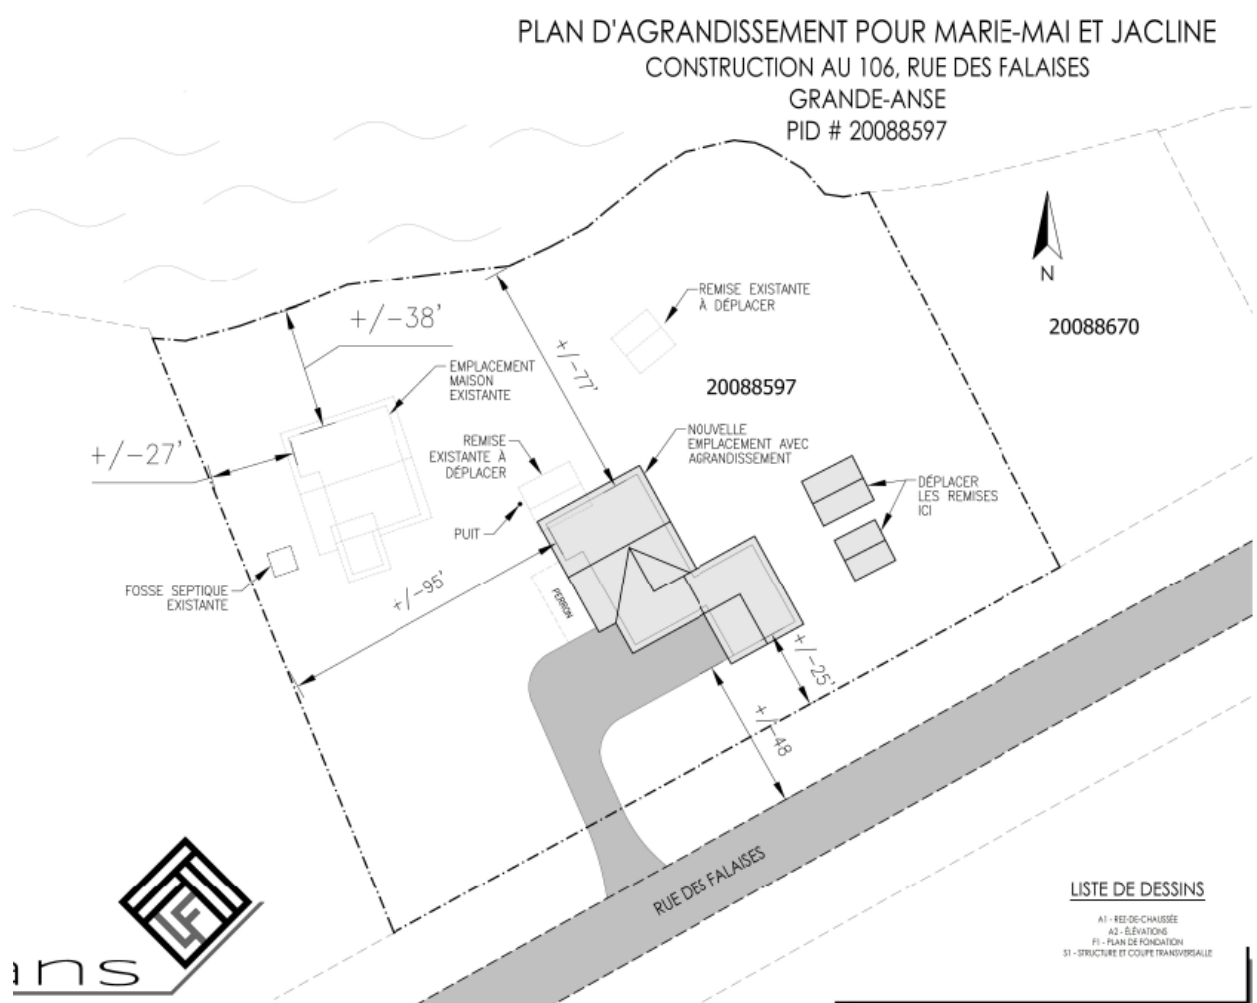 PLAN D'AGRANDISSEMENT POUR MARIE-MAI ET JACLINE
CONSTRUCTION AU 106, RUE DES FALAISES
GRANDE-ANSE
PID # 20088597
N
20088670
REMISE EXISTANTE
À DÉPLACER
+/-38'
+/-77'
EMPLACEMENT
MAISON
EXISTANTE
20088597
+/-27'
REMISE
EXISTANTE À
DÉPLACER
NOUVELLE
EMPLACEMENT AVEC
AGRANDISSEMENT
DÉPLACER
LES REMISES
ICI
PUIT
FOSSE SEPTIQUE
EXISTANTE
+/-95'
PERRON
+/-25'
+/-48
RUE DES FALAISES
LF
ans
LISTE DE DESSINS
A1 - REZ-DE-CHAUSSÉE
A2 - ÉLÉVATIONS
F1 - PLAN DE FONDATION
S1 - STRUCTURE ET COUPE TRANSVERSALLE